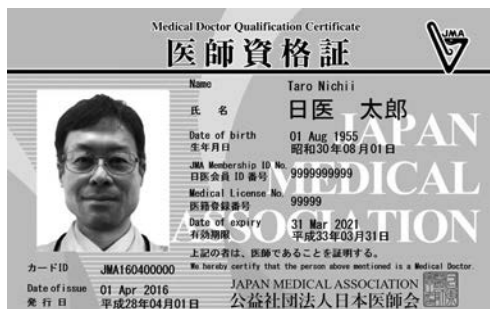 Medical Doctor Qualification Certificate
医師資格証
JMA
Name Taro Nichii
氏 名 日医 太郎
Date of birth 01 Aug 1955
生年月日 昭和30年08月01日
JMA Membership ID No.
日医会員 ID 番号 9999999999
Medical License No.
医籍登録番号 99999
Date of expiry 31 Mar 2021
有効期限 平成33年03月31日
JAPAN
MEDICAL
ASSOCIATION
上記の者は、医師であることを証明する。
We hereby certify that the person above mentioned is a Medical Doctor.
カードID JMA160400000
Date of issue 01 Apr 2016
発 行 日 平成28年04月01日
JAPAN MEDICAL ASSOCIATION
公益社団法人日本医師会